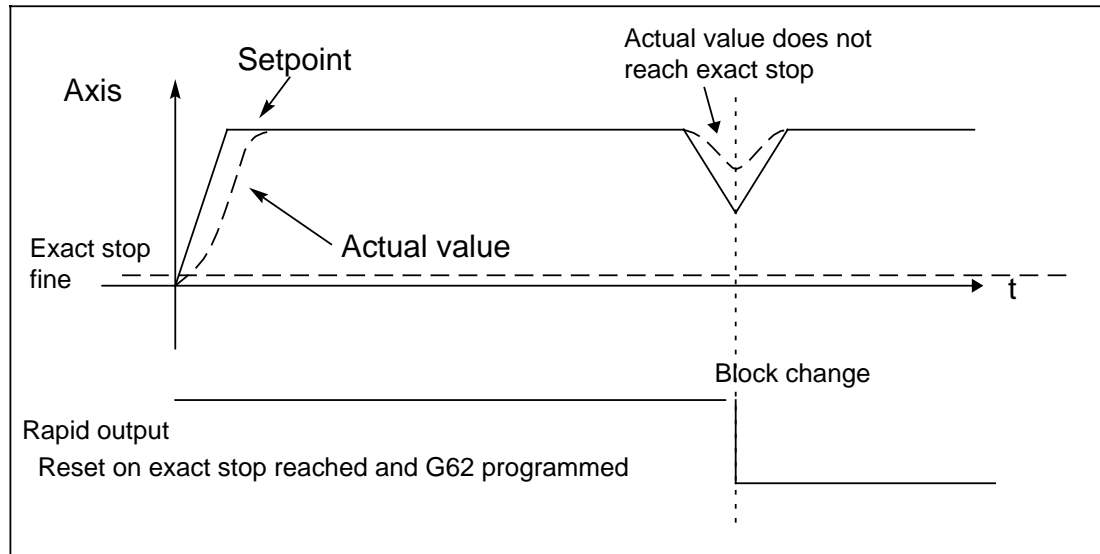 Setpoint
Actual value does not
reach exact stop
Axis
Exact stop
fine
Actual value
t
Block change
Rapid output
Reset on exact stop reached and G62 programmed